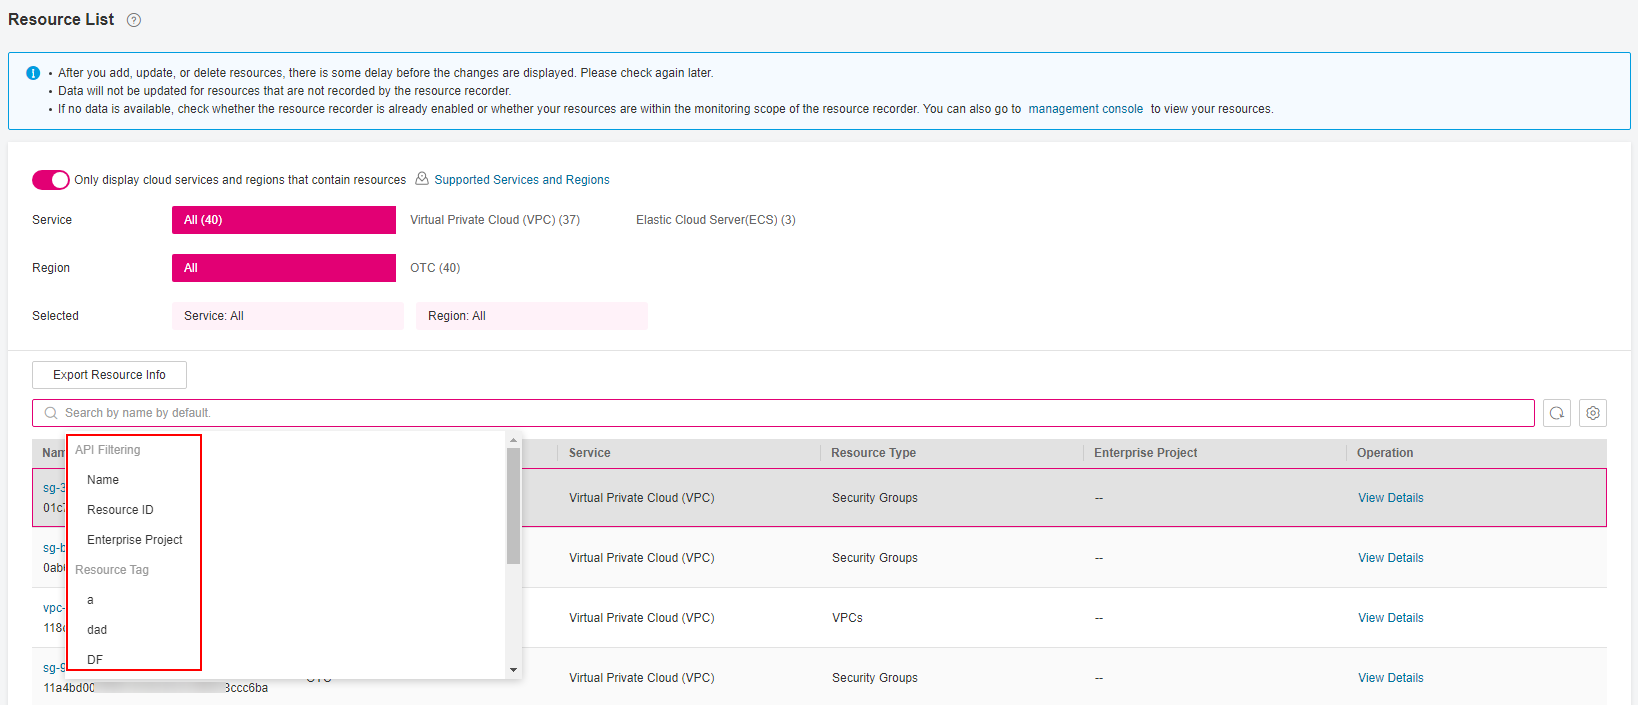 Resource List
After you add, update, or delete resources, there is some delay before the changes are displayed. Please check again later.
Data will not be updated for resources that are not recorded by the resource recorder.
If no data is available, check whether the resource recorder is already enabled or whether your resources are within the monitoring scope of the resource recorder. You can also go to management console to view your resources.
Only display cloud services and regions that contain resources Supported Services and Regions
Service All (40) Virtual Private Cloud (VPC) (37) Elastic Cloud Server(ECS) (3)
Region All OTC (40)
Selected Service: All Region: All
Export Resource Info
Search by name by default.
Service Resource Type Enterprise Project Operation
API Filtering
Name
Resource ID
Enterprise Project
Resource Tag
a
dad
DF
sg-3
01c7
Virtual Private Cloud (VPC) Security Groups -- View Details
sg-b
0ab
Virtual Private Cloud (VPC) Security Groups -- View Details
vpc-
118
Virtual Private Cloud (VPC) VPCs -- View Details
sg-9
11a4bd00 8ccc6ba
Virtual Private Cloud (VPC) Security Groups -- View Details